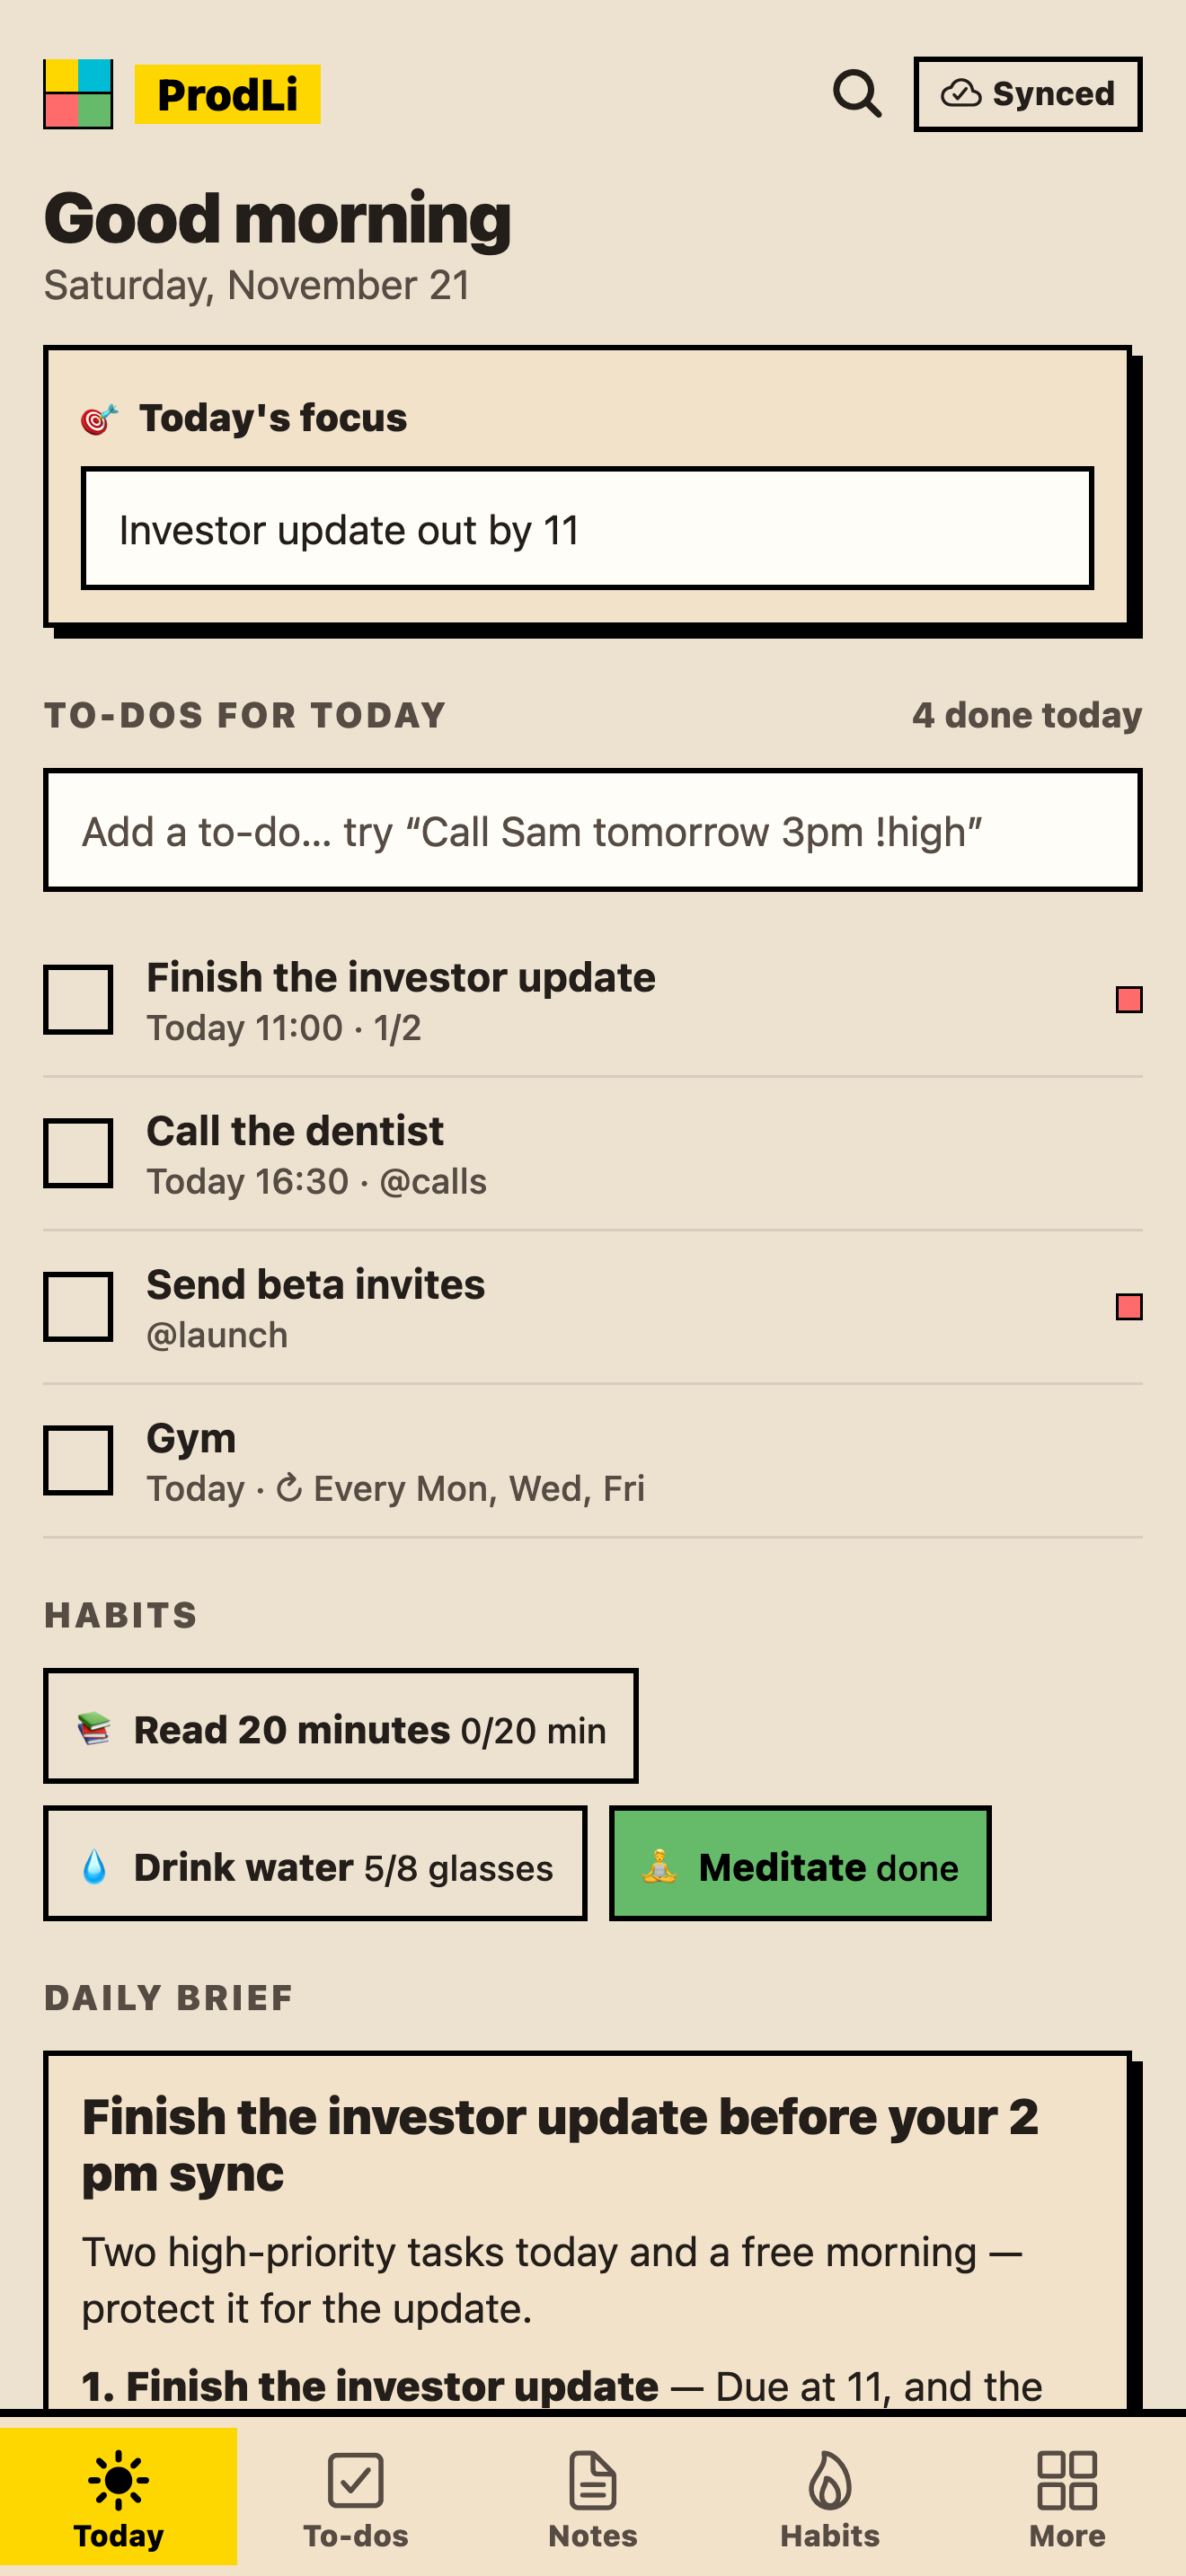 ProdLi
Synced
Good morning
Saturday, November 21
Today's focus
Investor update out by 11
TO-DOS FOR TODAY
4 done today
Add a to-do... try “Call Sam tomorrow 3pm !high”
Finish the investor update
Today 11:00 · 1/2
Call the dentist
Today 16:30 · @calls
Send beta invites
@launch
Gym
Today · ↻ Every Mon, Wed, Fri
HABITS
Read 20 minutes 0/20 min
Drink water 5/8 glasses
Meditate done
DAILY BRIEF
Finish the investor update before your 2
pm sync
Two high-priority tasks today and a free morning —
protect it for the update.
1. Finish the investor update — Due at 11, and the
Today
To-dos
Notes
Habits
More